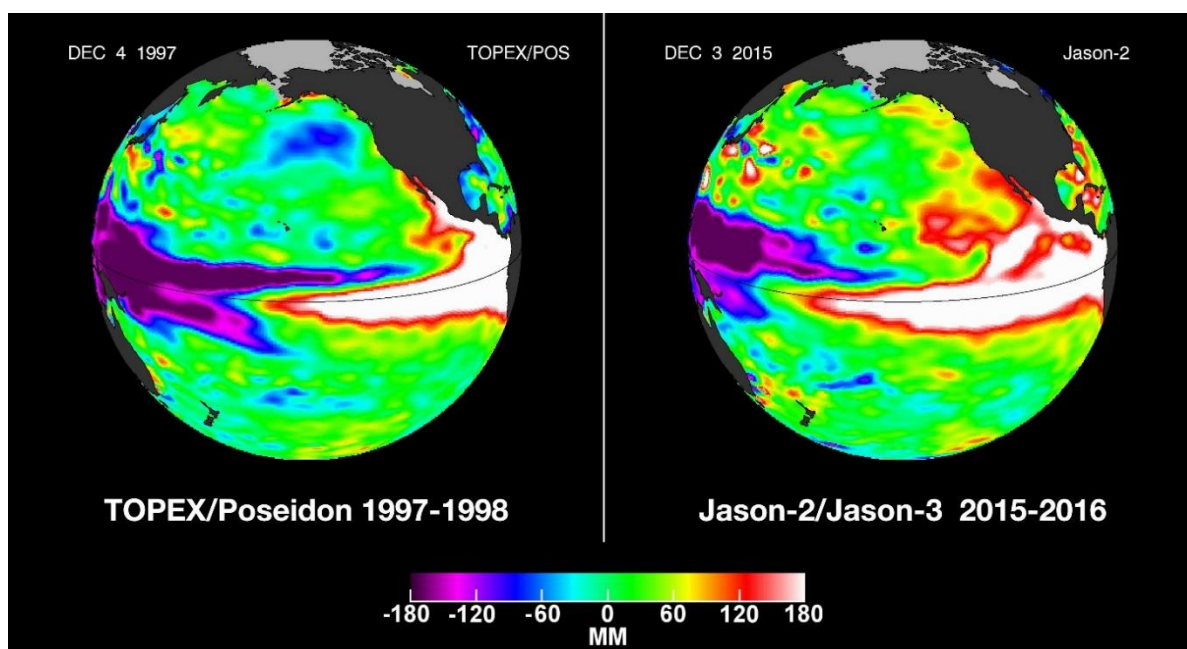 DEC 4 1997
TOPEX/POS
TOPEX/Poseidon 1997-1998
DEC 3 2015
Jason-2
Jason-2/Jason-3 2015-2016
-180 -120 -60 0 60 120 180
MM